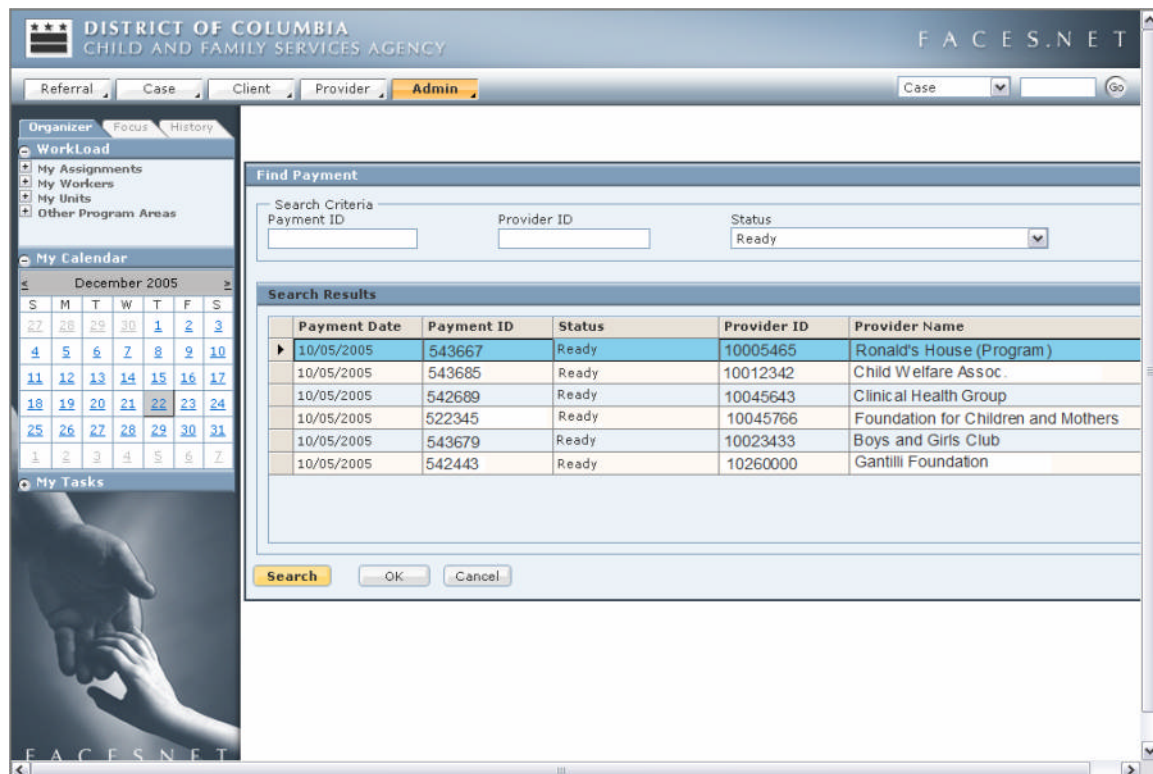 DISTRICT OF COLUMBIA
CHILD AND FAMILY SERVICES AGENCY
FACES.NET
Referral Case Client Provider Admin Case Go
Organizer Focus History
WorkLoad
My Assignments
My Workers
My Units
Other Program Areas
My Calendar
< December 2005 >
S M T W T F S
27 28 29 30 1 2 3
4 5 6 7 8 9 10
11 12 13 14 15 16 17
18 19 20 21 22 23 24
25 26 27 28 29 30 31
1 2 3 4 5 6 7
My Tasks
FACESNET
Find Payment
Search Criteria
Payment ID Provider ID Status
Ready
Search Results
Payment Date Payment ID Status Provider ID Provider Name
10/05/2005 543667 Ready 10005465 Ronald's House (Program)
10/05/2005 543685 Ready 10012342 Child Welfare Assoc.
10/05/2005 542689 Ready 10045643 Clinical Health Group
10/05/2005 522345 Ready 10045766 Foundation for Children and Mothers
10/05/2005 543679 Ready 10023433 Boys and Girls Club
10/05/2005 542443 Ready 10260000 Gantilli Foundation
Search OK Cancel